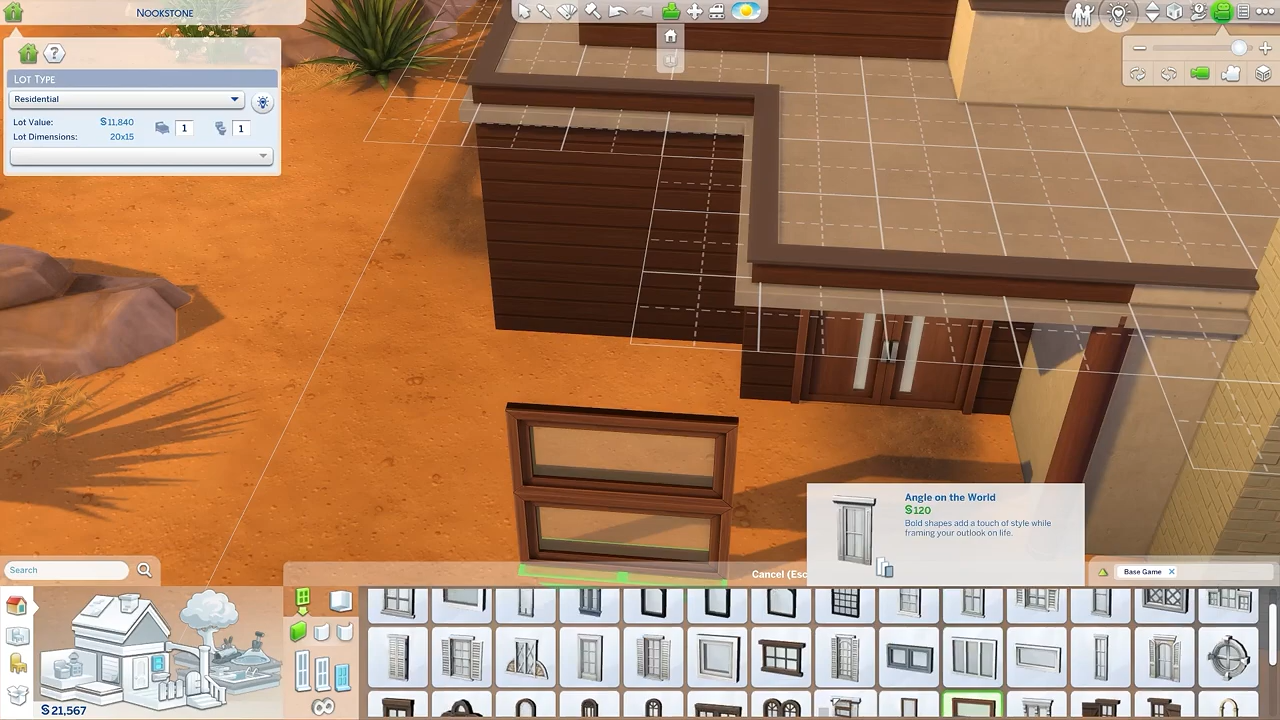 NOOKSTONE
LOT TYPE
Residential
Lot Value: §11,840 1 1
Lot Dimensions: 20x15
Angle on the World
§120
Bold shapes add a touch of style while
framing your outlook on life.
Search
Cancel (Esc
Base Game
§21,567